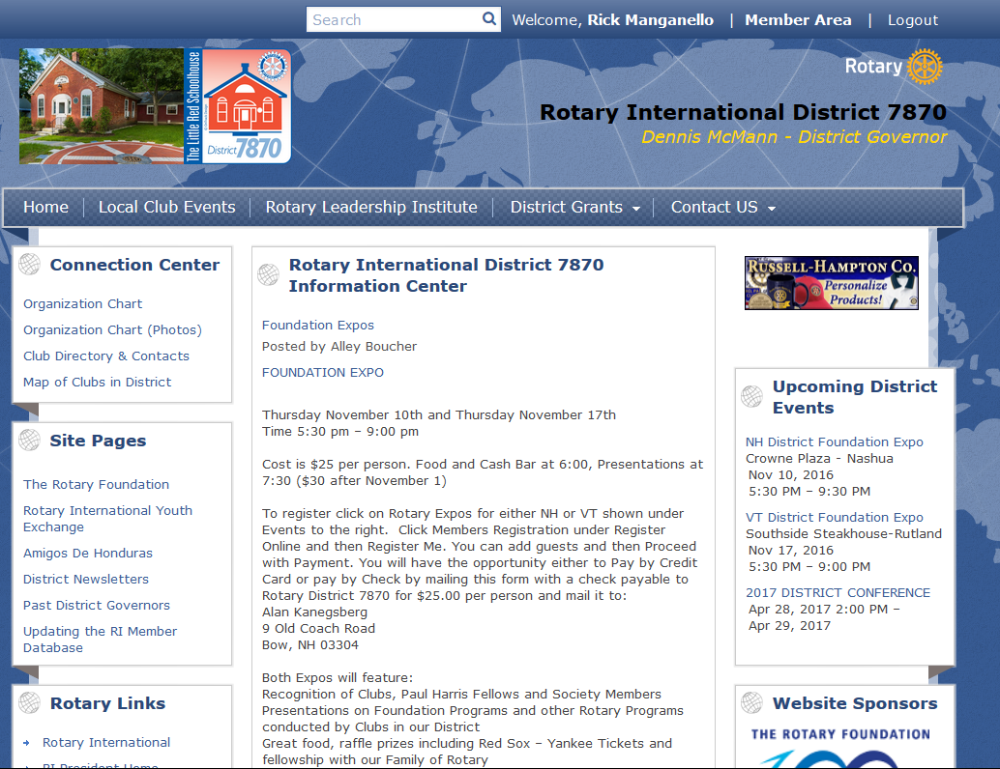 Search
Welcome, Rick Manganello | Member Area | Logout
The Little Red Schoolhouse
District 7870
Rotary
Rotary International District 7870
Dennis McMann - District Governor
Home
Local Club Events
Rotary Leadership Institute
District Grants
Contact US
Connection Center
Organization Chart
Organization Chart (Photos)
Club Directory & Contacts
Map of Clubs in District
Site Pages
The Rotary Foundation
Rotary International Youth
Exchange
Amigos De Honduras
District Newsletters
Past District Governors
Updating the RI Member
Database
Rotary Links
Rotary International
RI President Home
Rotary International District 7870
Information Center
Foundation Expos
Posted by Alley Boucher
FOUNDATION EXPO
Thursday November 10th and Thursday November 17th
Time 5:30 pm – 9:00 pm
Cost is $25 per person. Food and Cash Bar at 6:00, Presentations at
7:30 ($30 after November 1)
To register click on Rotary Expos for either NH or VT shown under
Events to the right.  Click Members Registration under Register
Online and then Register Me. You can add guests and then Proceed
with Payment. You will have the opportunity either to Pay by Credit
Card or pay by Check by mailing this form with a check payable to
Rotary District 7870 for $25.00 per person and mail it to:
Alan Kanegsberg
9 Old Coach Road
Bow, NH 03304
Both Expos will feature:
Recognition of Clubs, Paul Harris Fellows and Society Members
Presentations on Foundation Programs and other Rotary Programs
conducted by Clubs in our District
Great food, raffle prizes including Red Sox – Yankee Tickets and
fellowship with our Family of Rotary
RUSSELL-HAMPTON CO.
Personalize
Products!
Upcoming District
Events
NH District Foundation Expo
Crowne Plaza - Nashua
Nov 10, 2016
5:30 PM – 9:30 PM
VT District Foundation Expo
Southside Steakhouse-Rutland
Nov 17, 2016
5:30 PM – 9:00 PM
2017 DISTRICT CONFERENCE
Apr 28, 2017 2:00 PM –
Apr 29, 2017
Website Sponsors
THE ROTARY FOUNDATION